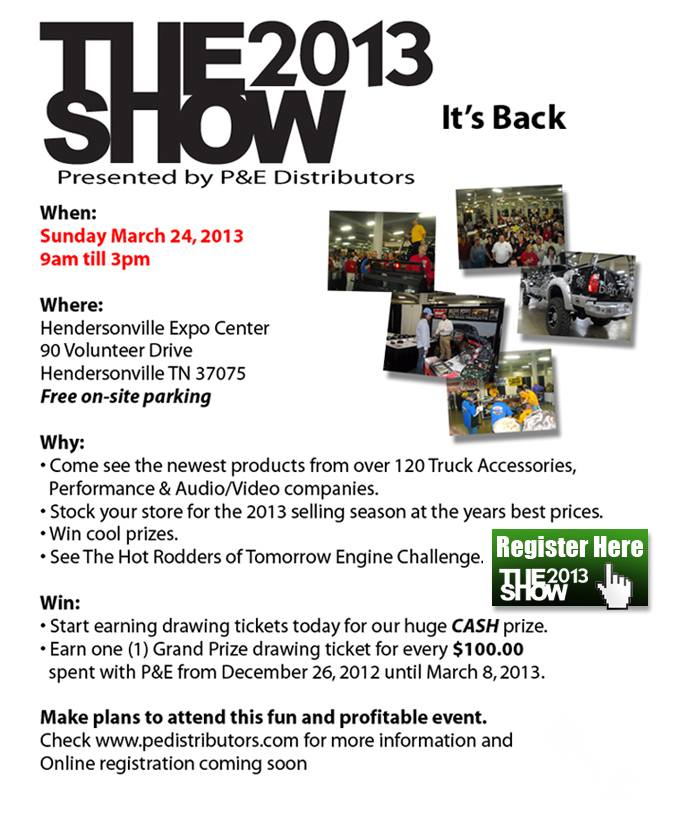 THE 2013
SHOW
It's Back
Presented by P&E Distributors
When:
Sunday March 24, 2013
9am till 3pm
Where:
Hendersonville Expo Center
90 Volunteer Drive
Hendersonville TN 37075
Free on-site parking
Why:
• Come see the newest products from over 120 Truck Accessories,
Performance & Audio/Video companies.
• Stock your store for the 2013 selling season at the years best prices.
• Win cool prizes.
• See The Hot Rodders of Tomorrow Engine Challenge.
Register Here
THE 2013
SHOW
Win:
• Start earning drawing tickets today for our huge CASH prize.
• Earn one (1) Grand Prize drawing ticket for every $100.00
spent with P&E from December 26, 2012 until March 8, 2013.
Make plans to attend this fun and profitable event.
Check www.pedistributors.com for more information and
Online registration coming soon